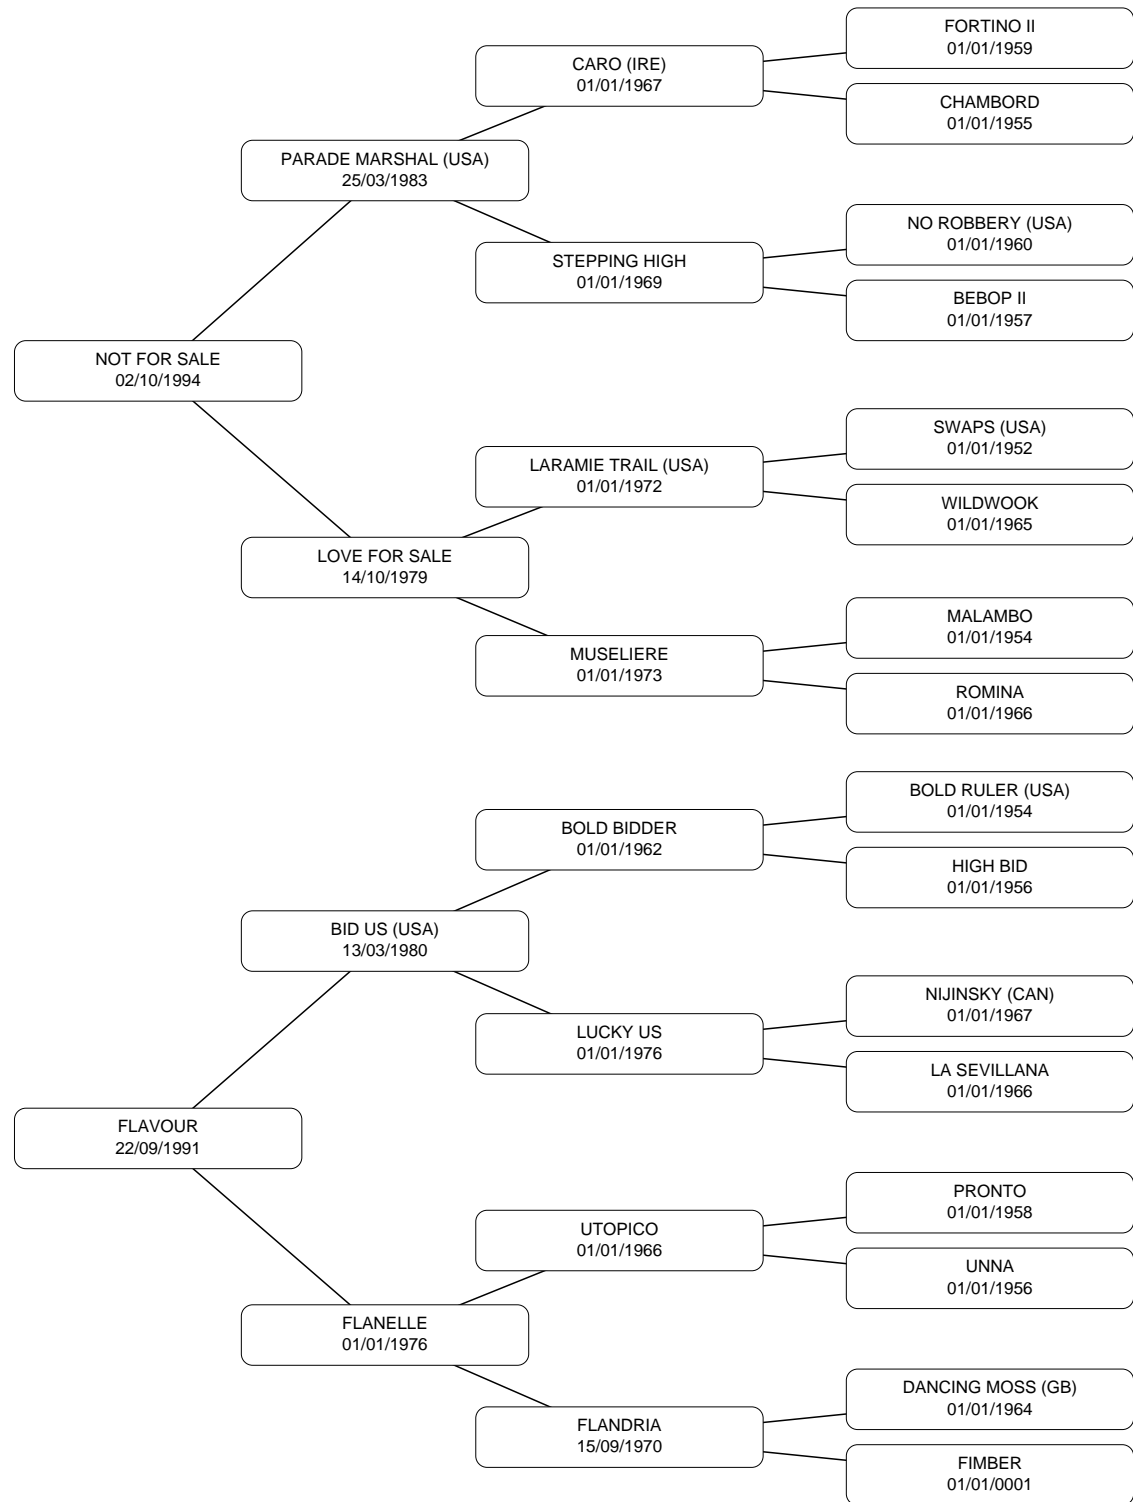 FORTINO II
01/01/1959
CARO (IRE)
01/01/1967
CHAMBORD
01/01/1955
PARADE MARSHAL (USA)
25/03/1983
NO ROBBERY (USA)
01/01/1960
STEPPING HIGH
01/01/1969
BEBOP II
01/01/1957
NOT FOR SALE
02/10/1994
SWAPS (USA)
01/01/1952
LARAMIE TRAIL (USA)
01/01/1972
WILDWOOK
01/01/1965
LOVE FOR SALE
14/10/1979
MALAMBO
01/01/1954
MUSELIERE
01/01/1973
ROMINA
01/01/1966
BOLD RULER (USA)
01/01/1954
BOLD BIDDER
01/01/1962
HIGH BID
01/01/1956
BID US (USA)
13/03/1980
NIJINSKY (CAN)
01/01/1967
LUCKY US
01/01/1976
LA SEVILLANA
01/01/1966
FLAVOUR
22/09/1991
PRONTO
01/01/1958
UTOPICO
01/01/1966
UNNA
01/01/1956
FLANELLE
01/01/1976
DANCING MOSS (GB)
01/01/1964
FLANDRIA
15/09/1970
FIMBER
01/01/0001